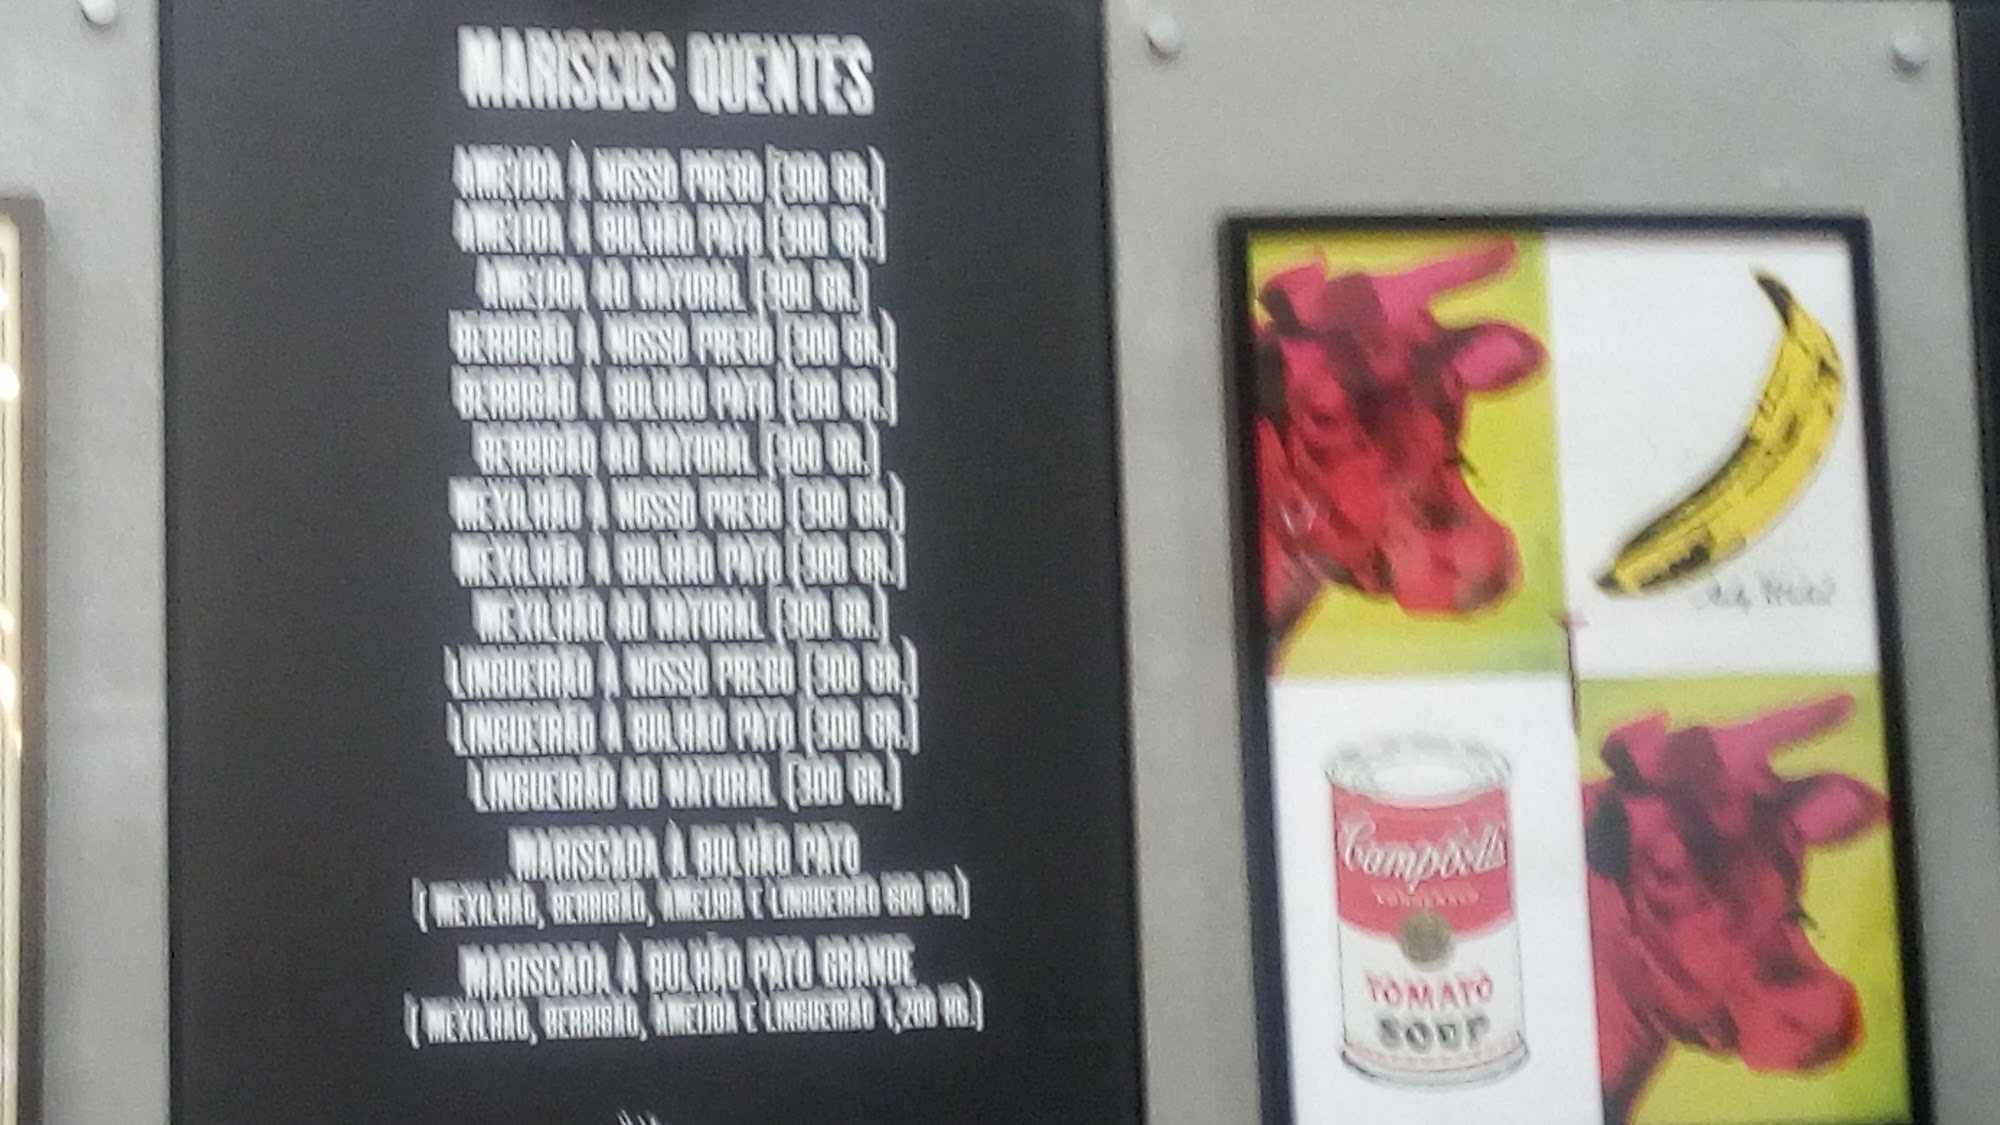 MARISCOS QUENTES
AMEIJOA À NOSSO PREGO (300 GR.)
AMEIJOA À BULHÃO PATO (300 GR.)
AMEIJOA AO NATURAL (300 GR.)
BERBIGÃO À NOSSO PREGO (300 GR.)
BERBIGÃO À BULHÃO PATO (300 GR.)
BERBIGÃO AO NATURAL (300 GR.)
MEXILHÃO À NOSSO PREGO (300 GR.)
MEXILHÃO À BULHÃO PATO (300 GR.)
MEXILHÃO AO NATURAL (300 GR.)
LINGUEIRÃO À NOSSO PREGO (300 GR.)
LINGUEIRÃO À BULHÃO PATO (300 GR.)
LINGUEIRÃO AO NATURAL (300 GR.)
MARISCADA À BULHÃO PATO
( MEXILHÃO, BERBIGÃO, AMEIJOA E LINGUEIRÃO 600 GR.)
MARISCADA À BULHÃO PATO GRANDE
( MEXILHÃO, BERBIGÃO, AMEIJOA E LINGUEIRÃO 1,200 KG.)
Andy Warhol
Campbell's
CONDENSED
TOMATO
SOUP